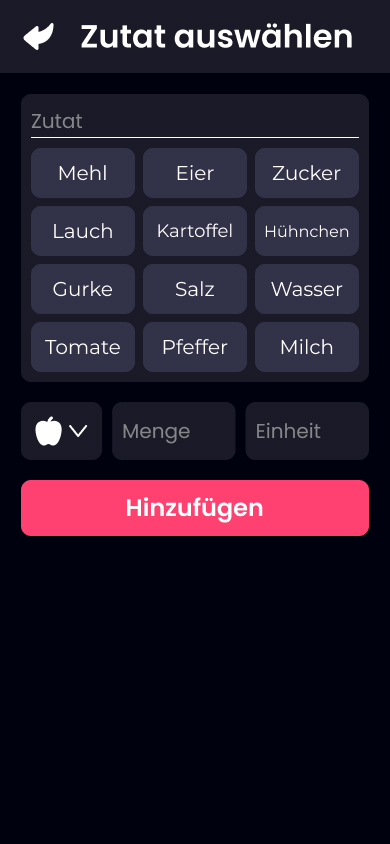 Zutat auswählen
Zutat
Mehl Eier Zucker
Lauch Kartoffel Hühnchen
Gurke Salz Wasser
Tomate Pfeffer Milch
Menge Einheit
Hinzufügen